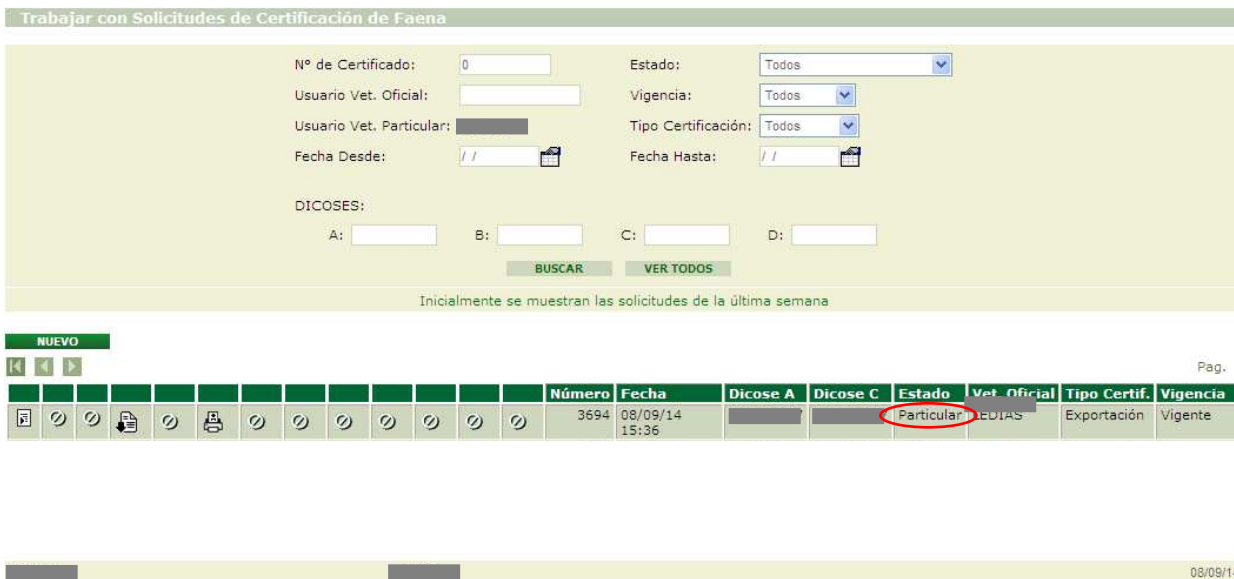 Trabajar con Solicitudes de Certificación de Faena
Nº de Certificado: 0 Estado: Todos
Usuario Vet. Oficial: Vigencia: Todos
Usuario Vet. Particular: Tipo Certificación: Todos
Fecha Desde: / / Fecha Hasta: / /
DICOSES:
A: B: C: D:
BUSCAR VER TODOS
Inicialmente se muestran las solicitudes de la última semana
NUEVO
Pag.
Número Fecha Dicose A Dicose C Estado Vet. Oficial Tipo Certif. Vigencia
3694 08/09/14 Particular Exportación Vigente
15:36